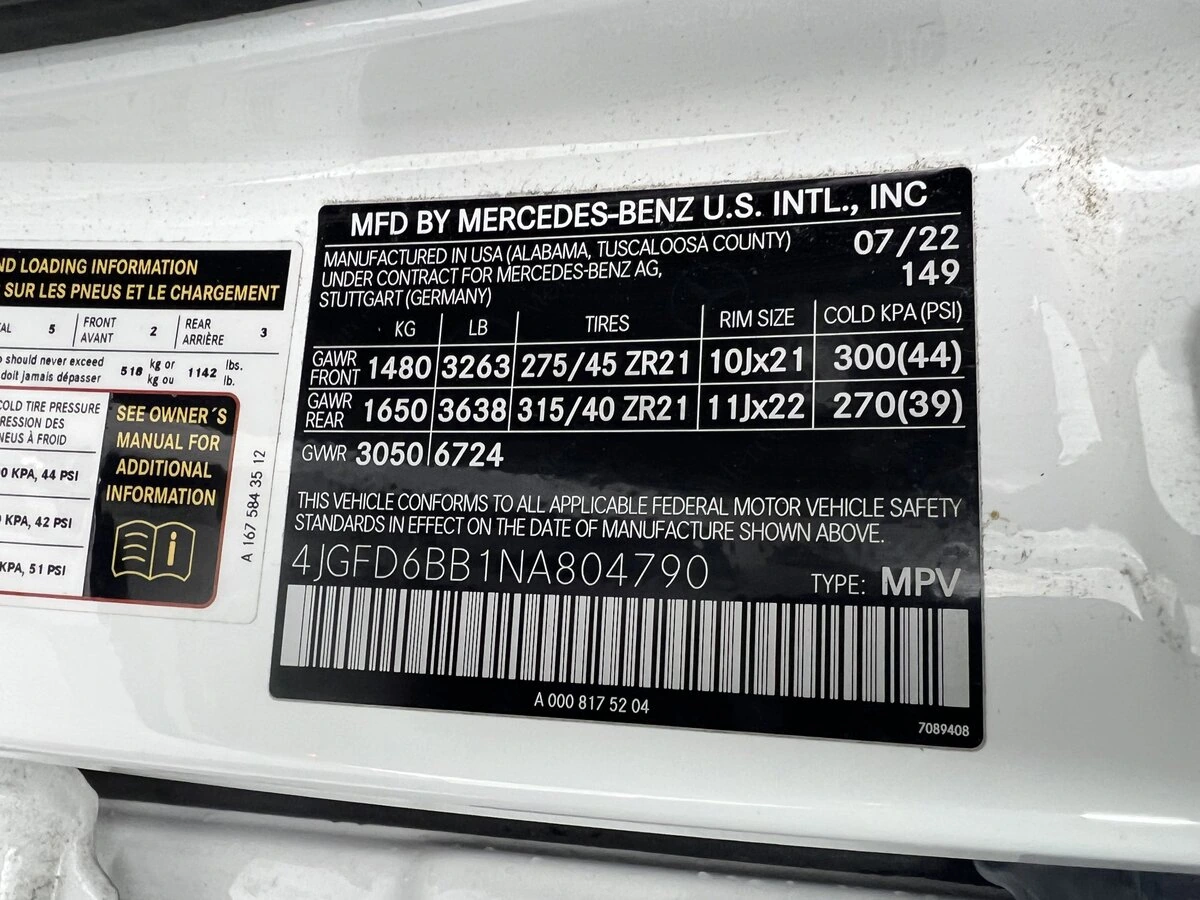 MFD BY MERCEDES-BENZ U.S. INTL., INC
MANUFACTURED IN USA (ALABAMA, TUSCALOOSA COUNTY)
UNDER CONTRACT FOR MERCEDES-BENZ AG,
STUTTGART (GERMANY)
07/22
149
KG LB TIRES RIM SIZE COLD KPA (PSI)
GAWR FRONT 1480 3263 275/45 ZR21 10Jx21 300(44)
GAWR REAR 1650 3638 315/40 ZR21 11Jx22 270(39)
GVWR 3050 6724
THIS VEHICLE CONFORMS TO ALL APPLICABLE FEDERAL MOTOR VEHICLE SAFETY
STANDARDS IN EFFECT ON THE DATE OF MANUFACTURE SHOWN ABOVE.
4JGFD6BB1NA804790 TYPE: MPV
A 000 817 52 04
7089408
LOADING INFORMATION
SUR LES PNEUS ET LE CHARGEMENT
5 FRONT AVANT 2 REAR ARRIÈRE 3
should never exceed 518 kg or 1142 lbs.
doit jamais dépasser kg ou lb.
COLD TIRE PRESSURE
DES
À FROID
KPA, 44 PSI
KPA, 42 PSI
KPA, 51 PSI
SEE OWNER´S
MANUAL FOR
ADDITIONAL
INFORMATION
i
A 167 584 35 12